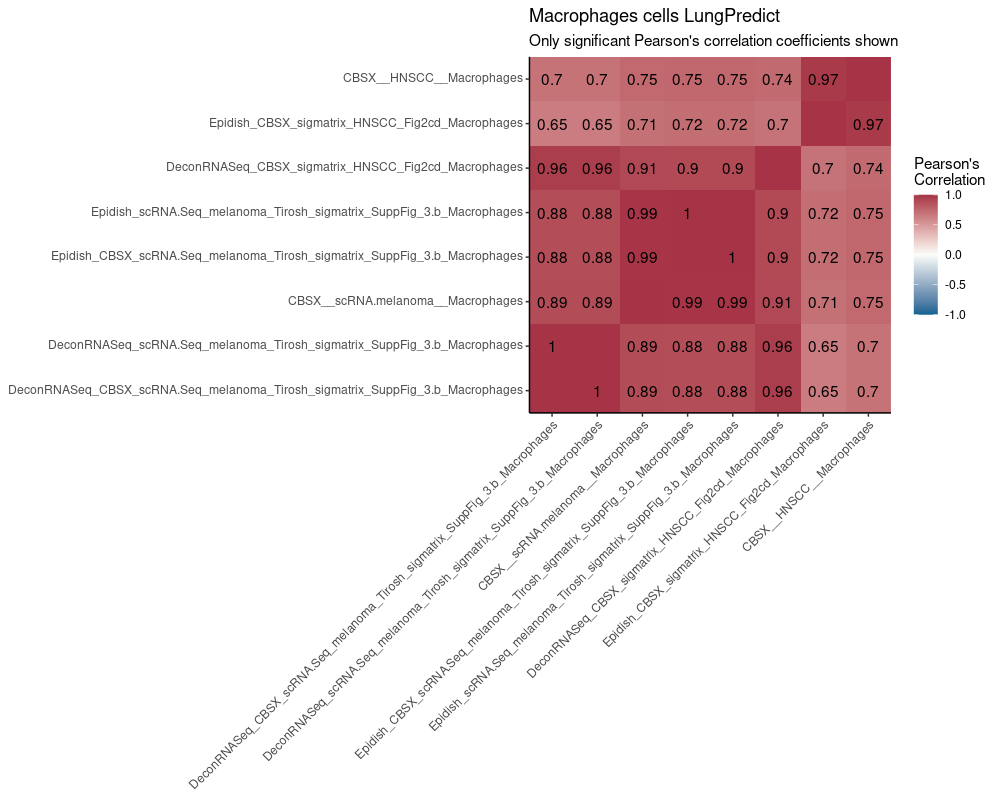 Macrophages cells LungPredict
Only significant Pearson's correlation coefficients shown
CBSX__HNSCC__Macrophages 0.7 0.7 0.75 0.75 0.75 0.74 0.97
Epidish_CBSX_sigmatrix_HNSCC_Fig2cd_Macrophages 0.65 0.65 0.71 0.72 0.72 0.7 0.97
DeconRNASeq_CBSX_sigmatrix_HNSCC_Fig2cd_Macrophages 0.96 0.96 0.91 0.9 0.9 0.7 0.74
Epidish_scRNA.Seq_melanoma_Tirosh_sigmatrix_SuppFig_3.b_Macrophages 0.88 0.88 0.99 1 0.9 0.72 0.75
Epidish_CBSX_scRNA.Seq_melanoma_Tirosh_sigmatrix_SuppFig_3.b_Macrophages 0.88 0.88 0.99 1 0.9 0.72 0.75
CBSX__scRNA.melanoma__Macrophages 0.89 0.89 0.99 0.99 0.91 0.71 0.75
DeconRNASeq_scRNA.Seq_melanoma_Tirosh_sigmatrix_SuppFig_3.b_Macrophages 1 0.89 0.88 0.88 0.96 0.65 0.7
DeconRNASeq_CBSX_scRNA.Seq_melanoma_Tirosh_sigmatrix_SuppFig_3.b_Macrophages 1 0.89 0.88 0.88 0.96 0.65 0.7
DeconRNASeq_CBSX_scRNA.Seq_melanoma_Tirosh_sigmatrix_SuppFig_3.b_Macrophages
DeconRNASeq_scRNA.Seq_melanoma_Tirosh_sigmatrix_SuppFig_3.b_Macrophages
CBSX__scRNA.melanoma__Macrophages
Epidish_CBSX_scRNA.Seq_melanoma_Tirosh_sigmatrix_SuppFig_3.b_Macrophages
Epidish_scRNA.Seq_melanoma_Tirosh_sigmatrix_SuppFig_3.b_Macrophages
DeconRNASeq_CBSX_sigmatrix_HNSCC_Fig2cd_Macrophages
Epidish_CBSX_sigmatrix_HNSCC_Fig2cd_Macrophages
CBSX__HNSCC__Macrophages
Pearson's
Correlation
1.0
0.5
0.0
-0.5
-1.0